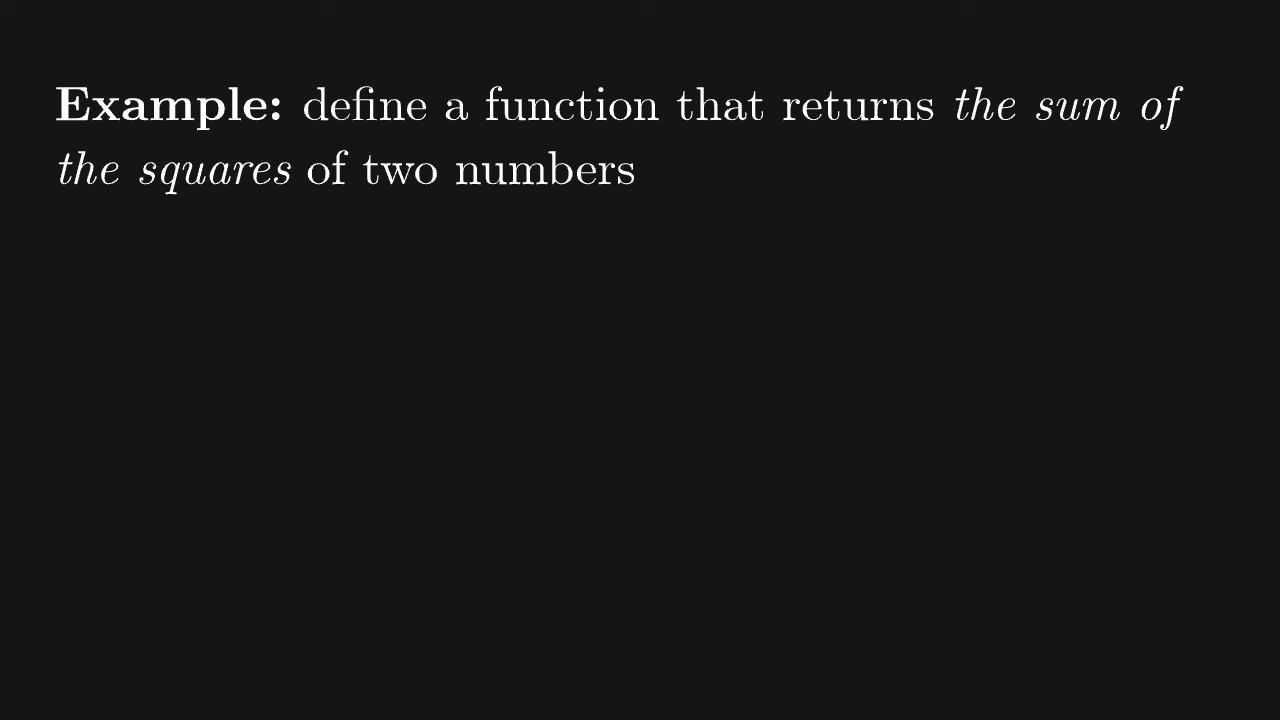 Example: define a function that returns the sum of
the squares of two numbers